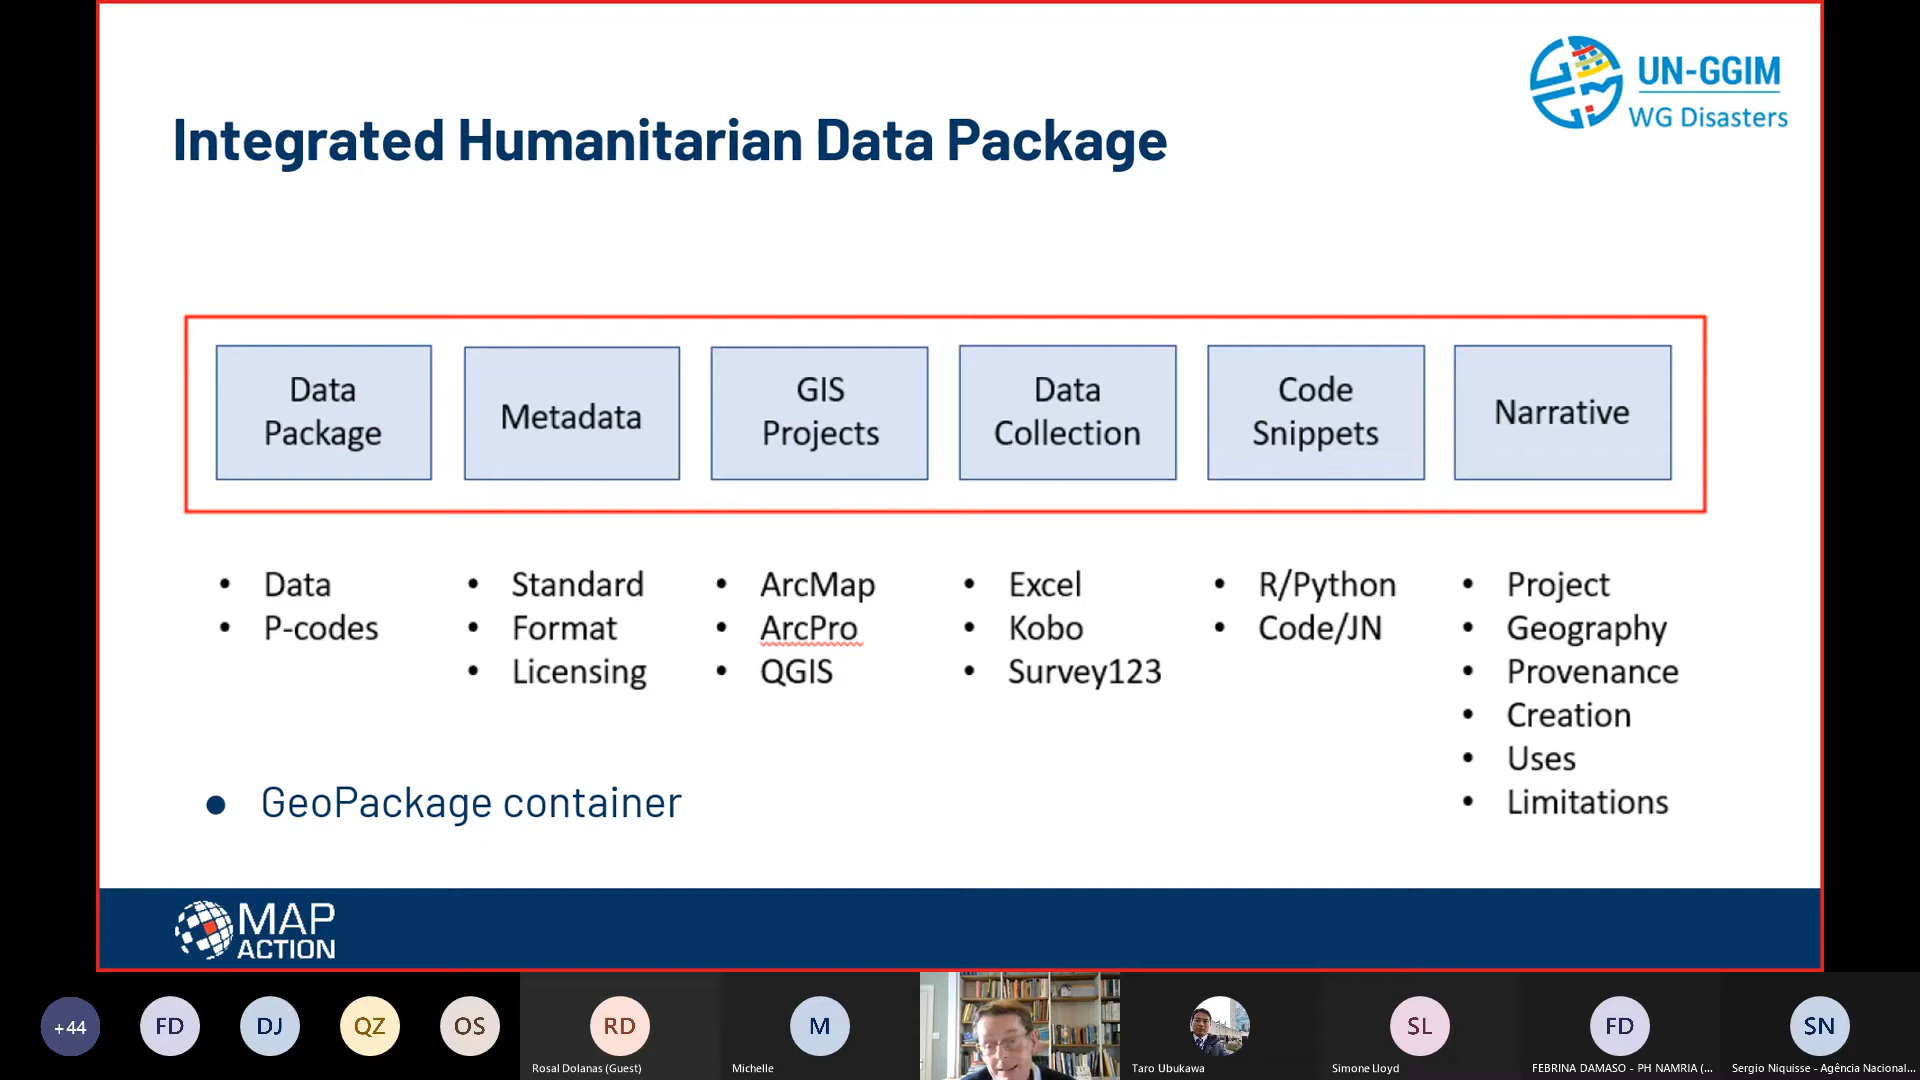 UN-GGIM
WG Disasters
Integrated Humanitarian Data Package
Data
Package
Metadata
GIS
Projects
Data
Collection
Code
Snippets
Narrative
• Data
• P-codes
• Standard
• Format
• Licensing
• ArcMap
• ArcPro
• QGIS
• Excel
• Kobo
• Survey123
• R/Python
• Code/JN
• Project
• Geography
• Provenance
• Creation
• Uses
• Limitations
• GeoPackage container
MAP
ACTION
+44
FD
DJ
QZ
OS
RD
Rosal Dolanas (Guest)
M
Michelle
Taro Ubukawa
SL
Simone Lloyd
FD
FEBRINA DAMASO - PH NAMRIA (...
SN
Sergio Niquisse - Agência Nacional...